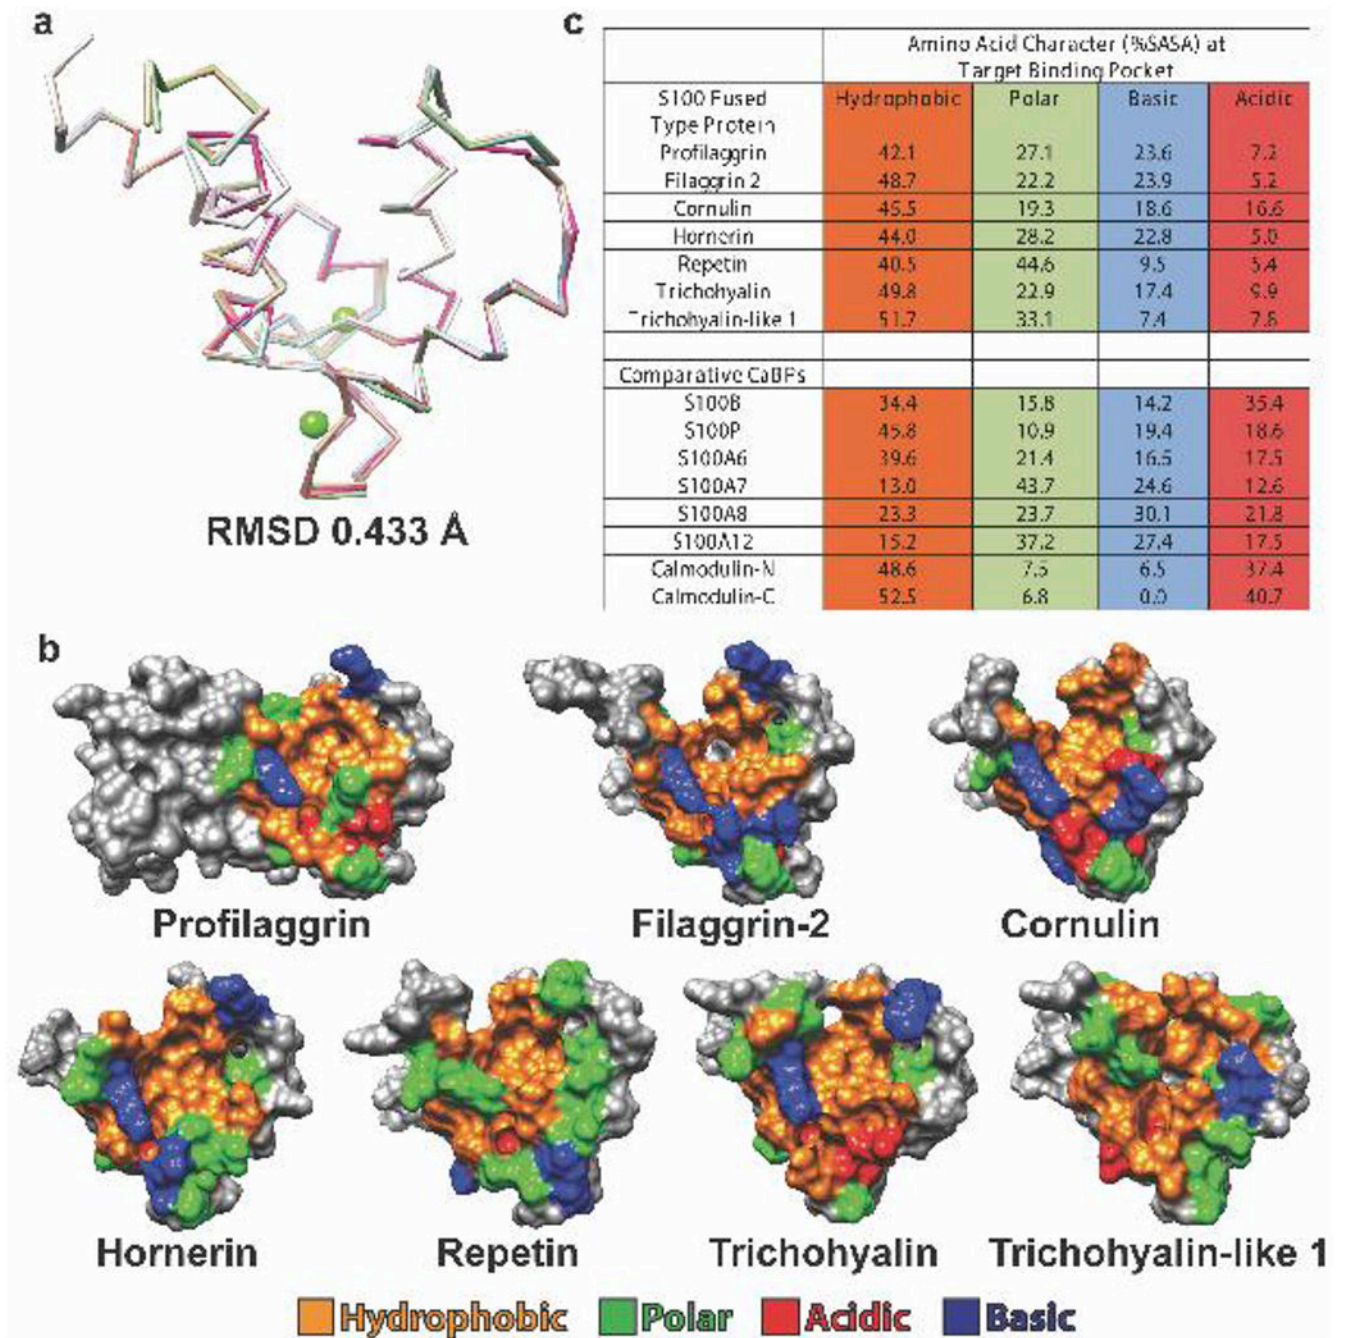 a
c
Amino Acid Character (%SASA) at
Target Binding Pocket
S100 Fused Hydrophobic Polar Basic Acidic
Type Protein
Profilaggrin 42.1 27.1 23.6 7.2
Filaggrin 2 48.7 22.2 23.9 5.2
Cornulin 45.5 19.3 18.6 16.6
Hornerin 44.0 28.2 22.8 5.0
Repetin 40.5 44.6 9.5 5.4
Trichohyalin 49.8 22.9 17.4 9.9
Trichohyalin-like 1 51.7 33.1 7.4 7.8
Comparative CaBPs
S100B 34.4 15.8 14.2 35.4
S100P 45.8 10.9 19.4 18.6
S100A6 39.6 21.4 16.5 17.5
S100A7 13.0 43.7 24.6 12.6
S100A8 23.3 23.7 30.1 21.8
S100A12 15.2 37.2 27.4 17.5
Calmodulin-N 48.6 7.5 6.5 37.4
Calmodulin-C 52.5 6.8 0.0 40.7
RMSD 0.433 Å
b
Profilaggrin
Filaggrin-2
Cornulin
Hornerin
Repetin
Trichohyalin
Trichohyalin-like 1
Hydrophobic Polar Acidic Basic